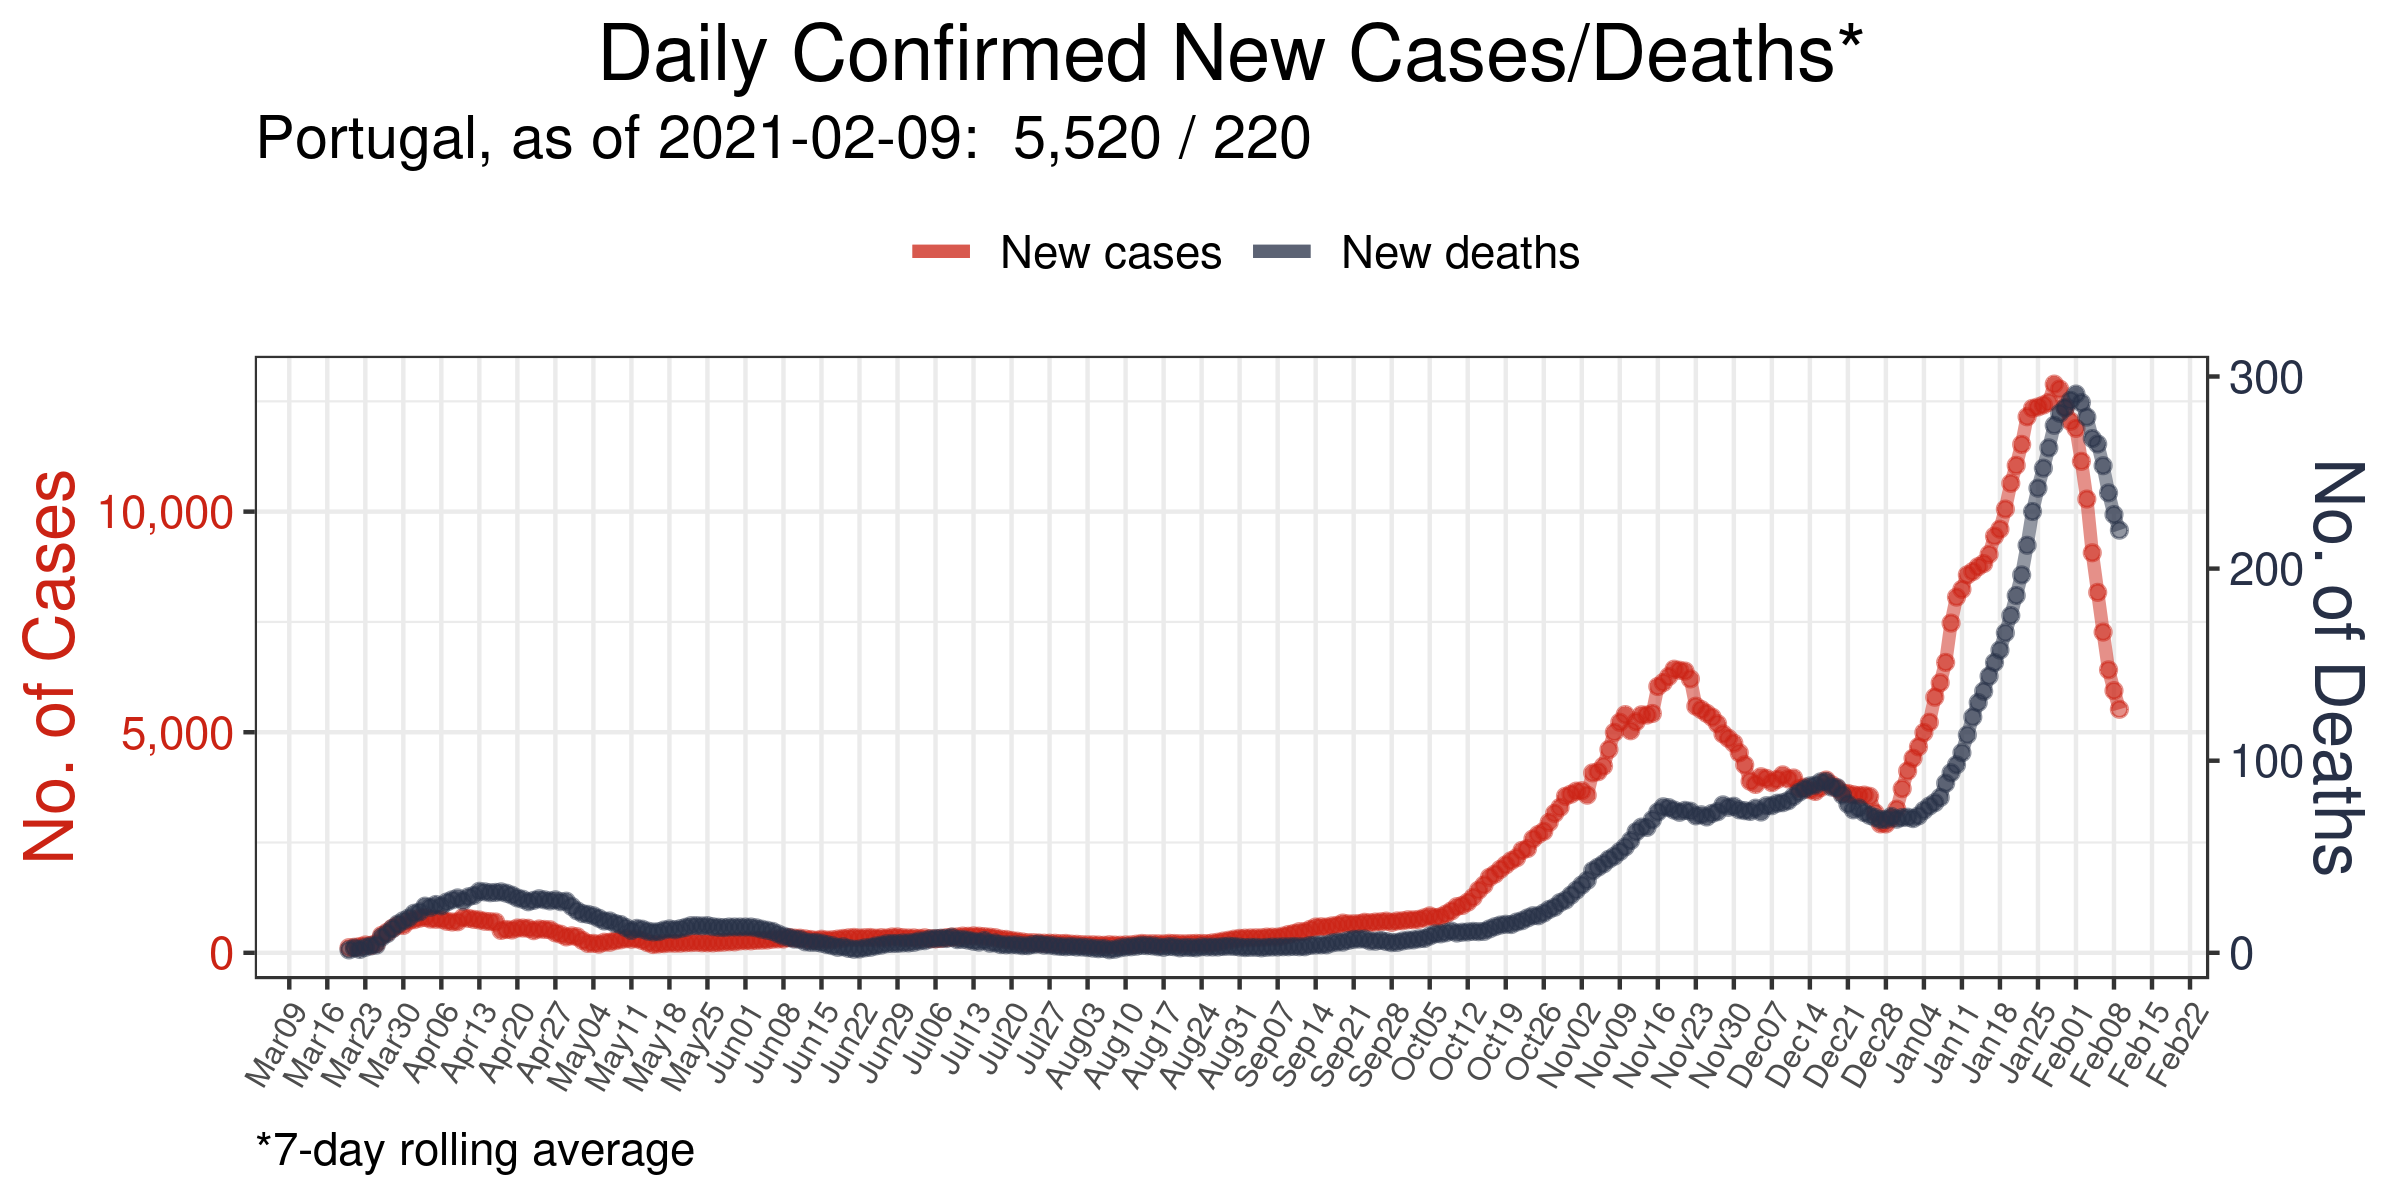 Daily Confirmed New Cases/Deaths*
Portugal, as of 2021-02-09:  5,520 / 220
New cases New deaths
No. of Cases
10,000
5,000
0
300
200
100
0
No. of Deaths
Mar09 Mar16 Mar23 Mar30 Apr06 Apr13 Apr20 Apr27 May04 May11 May18 May25 Jun01 Jun08 Jun15 Jun22 Jun29 Jul06 Jul13 Jul20 Jul27 Aug03 Aug10 Aug17 Aug24 Aug31 Sep07 Sep14 Sep21 Sep28 Oct05 Oct12 Oct19 Oct26 Nov02 Nov09 Nov16 Nov23 Nov30 Dec07 Dec14 Dec21 Dec28 Jan04 Jan11 Jan18 Jan25 Feb01 Feb08 Feb15 Feb22
*7-day rolling average